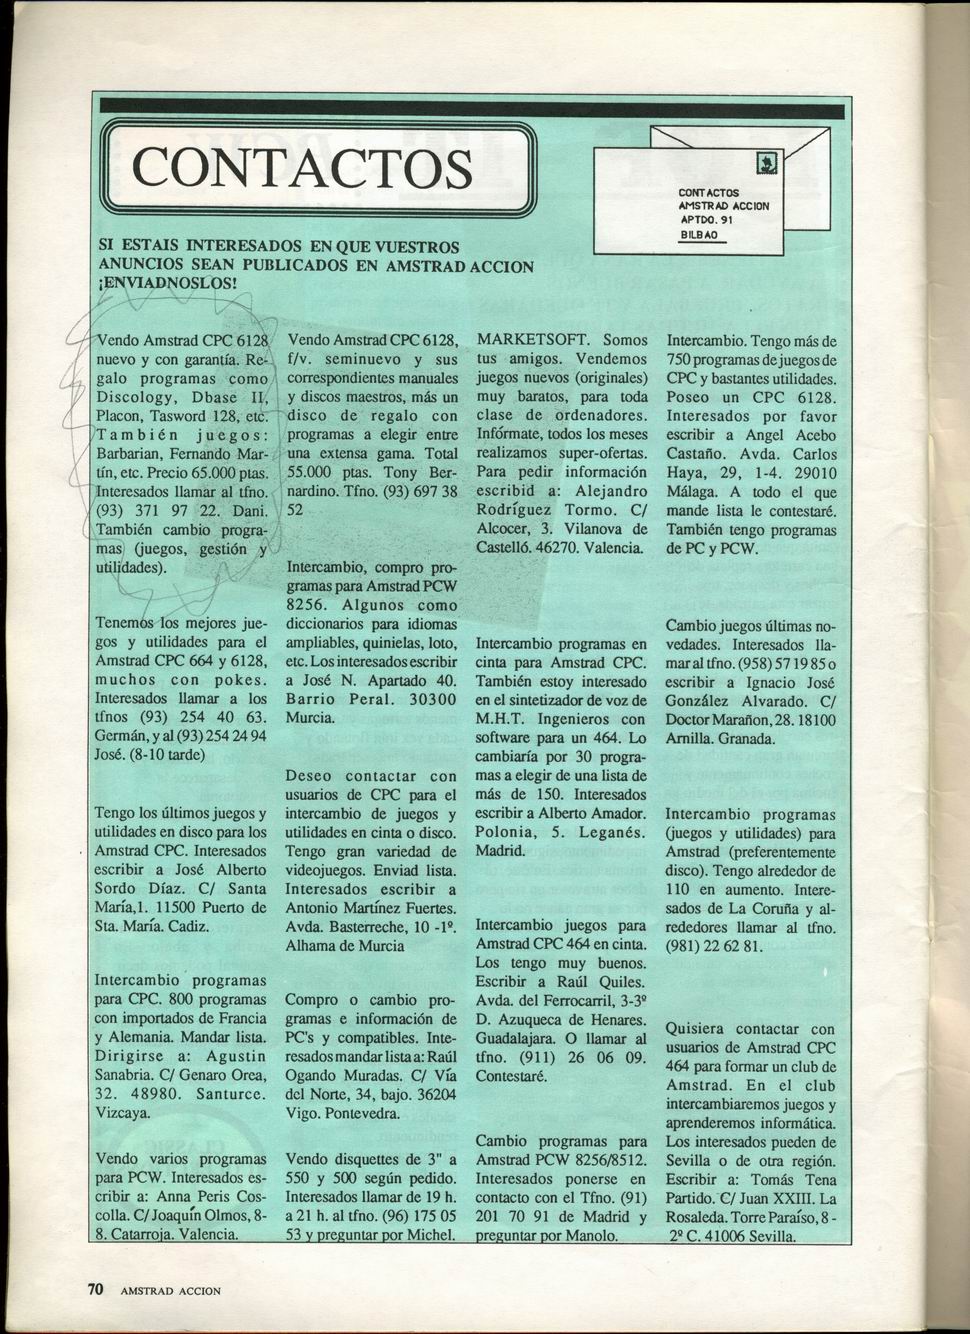 CONTACTOS
CONTACTOS
AMSTRAD ACCION
APTDO. 91
BILBAO
SI ESTAIS INTERESADOS EN QUE VUESTROS
ANUNCIOS SEAN PUBLICADOS EN AMSTRAD ACCION
¡ENVIADNOSLOS!
Vendo Amstrad CPC 6128
nuevo y con garantía. Re-
galo programas como
Discology, Dbase II,
Placon, Tasword 128, etc.
También juegos:
Barbarian, Fernando Mar-
tín, etc. Precio 65.000 ptas.
Interesados llamar al tfno.
(93) 371 97 22. Dani.
También cambio progra-
mas (juegos, gestión y
utilidades).
Tenemos los mejores jue-
gos y utilidades para el
Amstrad CPC 664 y 6128,
muchos con pokes.
Interesados llamar a los
tfnos (93) 254 40 63.
Germán, y al (93) 254 24 94
José. (8-10 tarde)
Tengo los últimos juegos y
utilidades en disco para los
Amstrad CPC. Interesados
escribir a José Alberto
Sordo Díaz. C/ Santa
María,1. 11500 Puerto de
Sta. María. Cadiz.
Intercambio programas
para CPC. 800 programas
con importados de Francia
y Alemania. Mandar lista.
Dirigirse a: Agustin
Sanabria. C/ Genaro Orea,
32. 48980. Santurce.
Vizcaya.
Vendo varios programas
para PCW. Interesados es-
cribir a: Anna Peris Cos-
colla. C/ Joaquín Olmos, 8-
8. Catarroja. Valencia.
Vendo Amstrad CPC 6128,
f/v. seminuevo y sus
correspondientes manuales
y discos maestros, más un
disco de regalo con
programas a elegir entre
una extensa gama. Total
55.000 ptas. Tony Ber-
nardino. Tfno. (93) 697 38
52
Intercambio, compro pro-
gramas para Amstrad PCW
8256. Algunos como
diccionarios para idiomas
ampliables, quinielas, loto,
etc. Los interesados escribir
a José N. Apartado 40.
Barrio Peral. 30300
Murcia.
Deseo contactar con
usuarios de CPC para el
intercambio de juegos y
utilidades en cinta o disco.
Tengo gran variedad de
videojuegos. Enviad lista.
Interesados escribir a
Antonio Martínez Fuertes.
Avda. Basterreche, 10 -1º.
Alhama de Murcia
Compro o cambio pro-
gramas e información de
PC's y compatibles. Inte-
resados mandar lista a: Raúl
Ogando Muradas. C/ Vía
del Norte, 34, bajo. 36204
Vigo. Pontevedra.
Vendo disquettes de 3" a
550 y 500 según pedido.
Interesados llamar de 19 h.
a 21 h. al tfno. (96) 175 05
53 y preguntar por Michel.
MARKETSOFT. Somos
tus amigos. Vendemos
juegos nuevos (originales)
muy baratos, para toda
clase de ordenadores.
Infórmate, todos los meses
realizamos super-ofertas.
Para pedir información
escribid a: Alejandro
Rodríguez Tormo. C/
Alcocer, 3. Vilanova de
Castelló. 46270. Valencia.
Intercambio programas en
cinta para Amstrad CPC.
También estoy interesado
en el sintetizador de voz de
M.H.T. Ingenieros con
software para un 464. Lo
cambiaría por 30 progra-
mas a elegir de una lista de
más de 150. Interesados
escribir a Alberto Amador.
Polonia, 5. Leganés.
Madrid.
Intercambio juegos para
Amstrad CPC 464 en cinta.
Los tengo muy buenos.
Escribir a Raúl Quiles.
Avda. del Ferrocarril, 3-3º
D. Azuqueca de Henares.
Guadalajara. O llamar al
tfno. (911) 26 06 09.
Contestaré.
Cambio programas para
Amstrad PCW 8256/8512.
Interesados ponerse en
contacto con el Tfno. (91)
201 70 91 de Madrid y
preguntar por Manolo.
Intercambio. Tengo más de
750 programas de juegos de
CPC y bastantes utilidades.
Poseo un CPC 6128.
Interesados por favor
escribir a Angel Acebo
Castaño. Avda. Carlos
Haya, 29, 1-4. 29010
Málaga. A todo el que
mande lista le contestaré.
También tengo programas
de PC y PCW.
Cambio juegos últimas no-
vedades. Interesados lla-
mar al tfno. (958) 57 19 85 o
escribir a Ignacio José
González Alvarado. C/
Doctor Marañon, 28. 18100
Armilla. Granada.
Intercambio programas
(juegos y utilidades) para
Amstrad (preferentemente
disco). Tengo alrededor de
110 en aumento. Intere-
sados de La Coruña y al-
rededores llamar al tfno.
(981) 22 62 81.
Quisiera contactar con
usuarios de Amstrad CPC
464 para formar un club de
Amstrad. En el club
intercambiaremos juegos y
aprenderemos informática.
Los interesados pueden de
Sevilla o de otra región.
Escribir a: Tomás Tena
Partido. C/ Juan XXIII. La
Rosaleda. Torre Paraíso, 8 -
2º C. 41006 Sevilla.
70 AMSTRAD ACCION